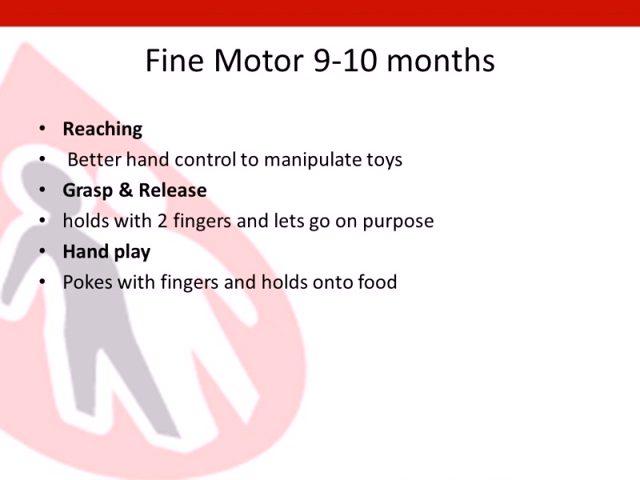 Fine Motor 9-10 months
• Reaching
• Better hand control to manipulate toys
• Grasp & Release
• holds with 2 fingers and lets go on purpose
• Hand play
• Pokes with fingers and holds onto food